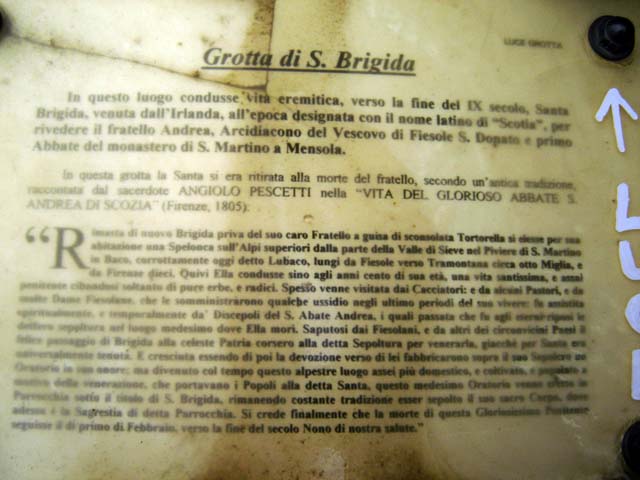 LUCE GROTTA
Grotta di S. Brigida
In questo luogo condusse vita eremitica, verso la fine del IX secolo, Santa
Brigida, venuta dall'Irlanda, all'epoca designata con il nome latino di "Scotia", per
rivedere il fratello Andrea, Arcidiacono del Vescovo di Fiesole S. Donato e primo
Abbate del monastero di S. Martino a Mensola.
In questa grotta la Santa si era ritirata alla morte del fratello, secondo un'antica tradizione,
raccontata dal sacerdote ANGIOLO PESCETTI nella "VITA DEL GLORIOSO ABBATE S.
ANDREA DI SCOZIA" (Firenze, 1805):
"Rimasta di nuovo Brigida priva del suo caro Fratello a guisa di sconsolata Tortorella si elesse per sua
abitazione una Spelonca sull'Alpi superiori dalla parte della Valle di Sieve nel Piviere di S. Martino
in Baco, corrottamente oggi detto Lubaco, lungi da Fiesole verso Tramontana circa otto Miglia, e
da Firenze dieci. Quivi Ella condusse sino agli anni cento di sua età, una vita santissima, e assai
penitente cibandosi soltanto di pure erbe, e radici. Spesso venne visitata dai Cacciatori: e da alcuni Pastori, e da
molte Dame Fiesolane, che le somministrarono qualche ussidio negli ultimo periodi del suo vivere: fu assistita
spiritualmente, e temporalmente da' Discepoli del S. Abate Andrea, i quali passata che fu agli eterni riposi le
dettero sepoltura nel luogo medesimo dove Ella morì. Saputosi dai Fiesolani, e da altri dei circonvicini Paesi il
felice passaggio di Brigida alla celeste Patria corsero alla detta Sepoltura per venerarla, giacché per Santa era
universalmente tenuta. E cresciuta essendo di poi la devozione verso di lei fabbricarono sopra il suo Sepolcro un
Oratorio in suo onore: ma divenuto col tempo questo alpestre luogo assei più domestico, e coltivato, e popolato a
motivo della venerazione, che portavano i Popoli alla detta Santa, questo medesimo Oratorio venne eretto in
Parrocchia sotto il titolo di S. Brigida, rimanendo costante tradizione esser sepolto il suo sacro Corpo, dove
adesso è la Sagrestia di detta Parrocchia. Si crede finalmente che la morte di questa Gloriosissima Penitente
seguisse il dì primo di Febbraio, verso la fine del secolo Nono di nostra salute."